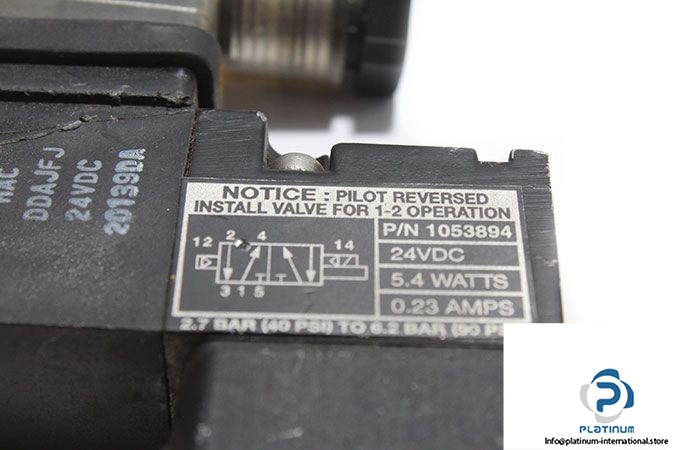 MAC
DDAJFJ
24VDC
20139DA
NOTICE : PILOT REVERSED
INSTALL VALVE FOR 1-2 OPERATION
P/N 1053894
24VDC
5.4 WATTS
0.23 AMPS
12 2 4 14
3 1 5
2.7 BAR (40 PSI) TO 6.2 BAR (90
PLATINUM
Info@platinum-international.store